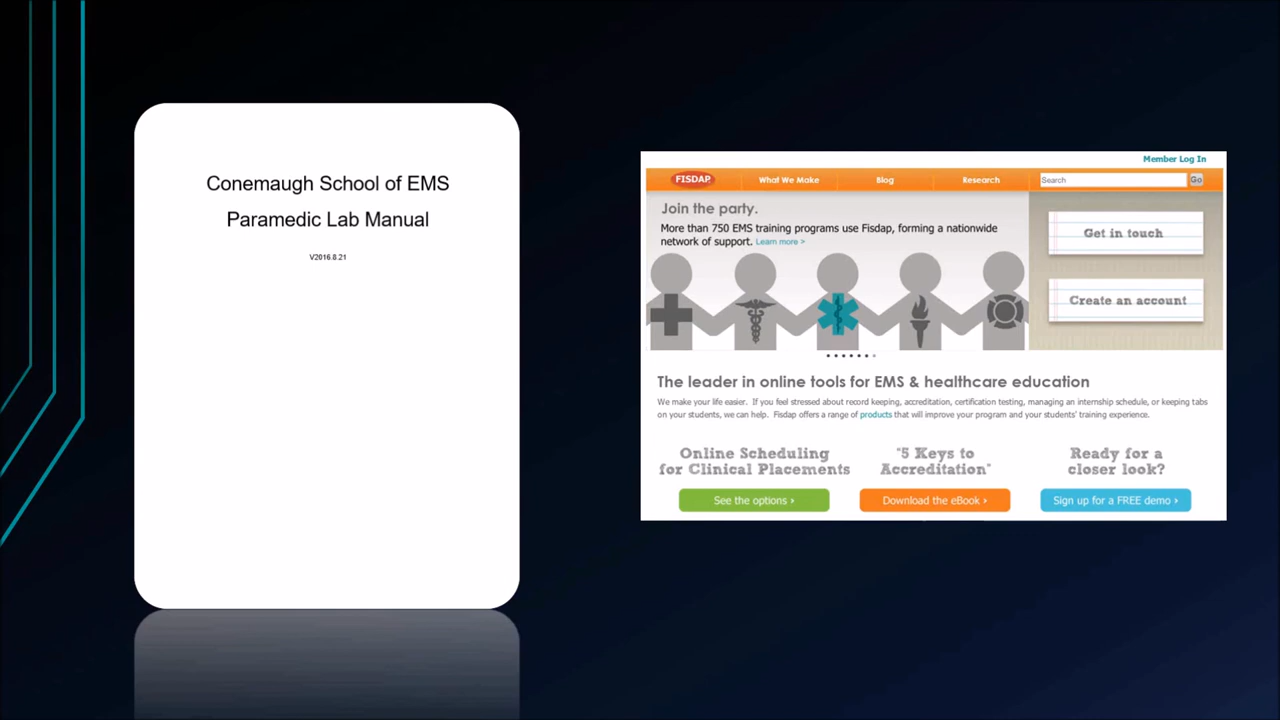 Conemaugh School of EMS
Paramedic Lab Manual
V2016.8.21
Member Log In
FISDAP
What We Make
Blog
Research
Search
Go
Join the party.
More than 750 EMS training programs use Fisdap, forming a nationwide
network of support. Learn more >
Get in touch
Create an account
The leader in online tools for EMS & healthcare education
We make your life easier. If you feel stressed about record keeping, accreditation, certification testing, managing an internship schedule, or keeping tabs
on your students, we can help. Fisdap offers a range of products that will improve your program and your students' training experience.
Online Scheduling
for Clinical Placements
See the options ›
"5 Keys to
Accreditation"
Download the eBook ›
Ready for a
closer look?
Sign up for a FREE demo ›